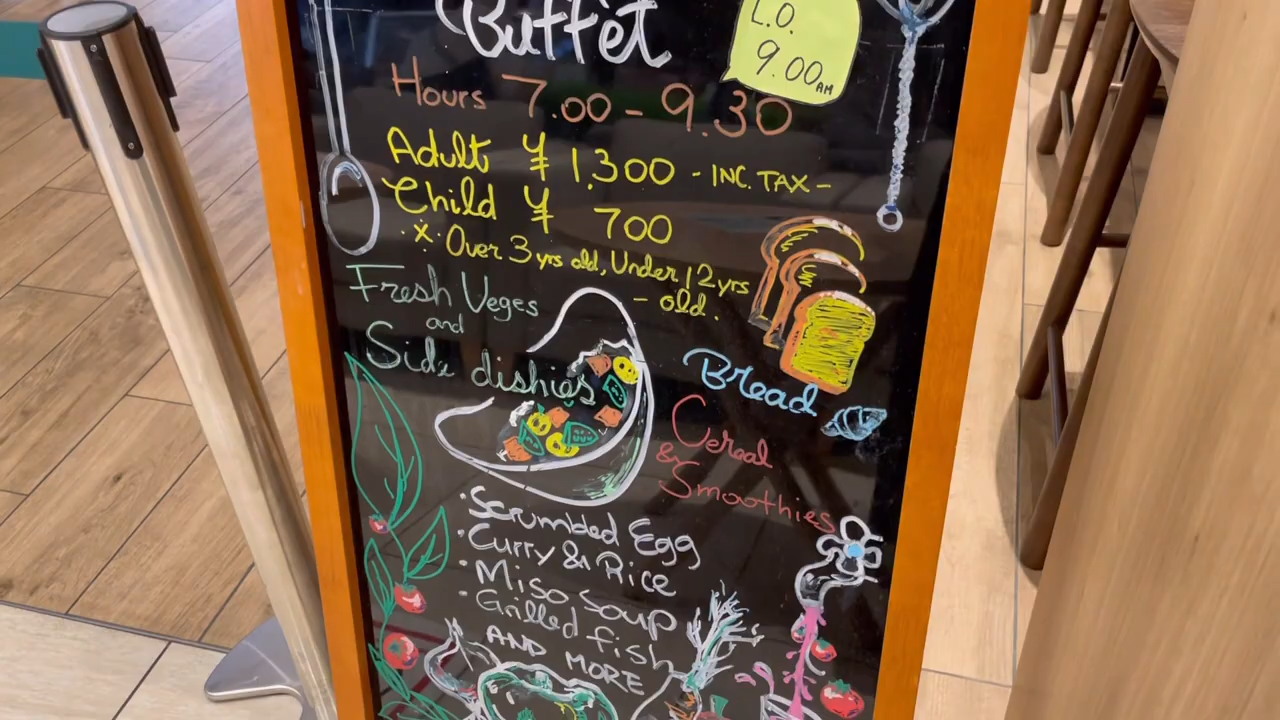 Buffet
L.O.
9.00 AM
Hours 7.00 - 9.30
Adult ¥ 1.300 - INC. TAX -
Child ¥ 700
※ Over 3 yrs old, Under 12 yrs
- old.
Fresh Veges
and
Side dishies
Bread
Cereal
& Smoothies
· Scrumbled Egg
· Curry & Rice
· Miso soup
· Grilled fish
AND MORE